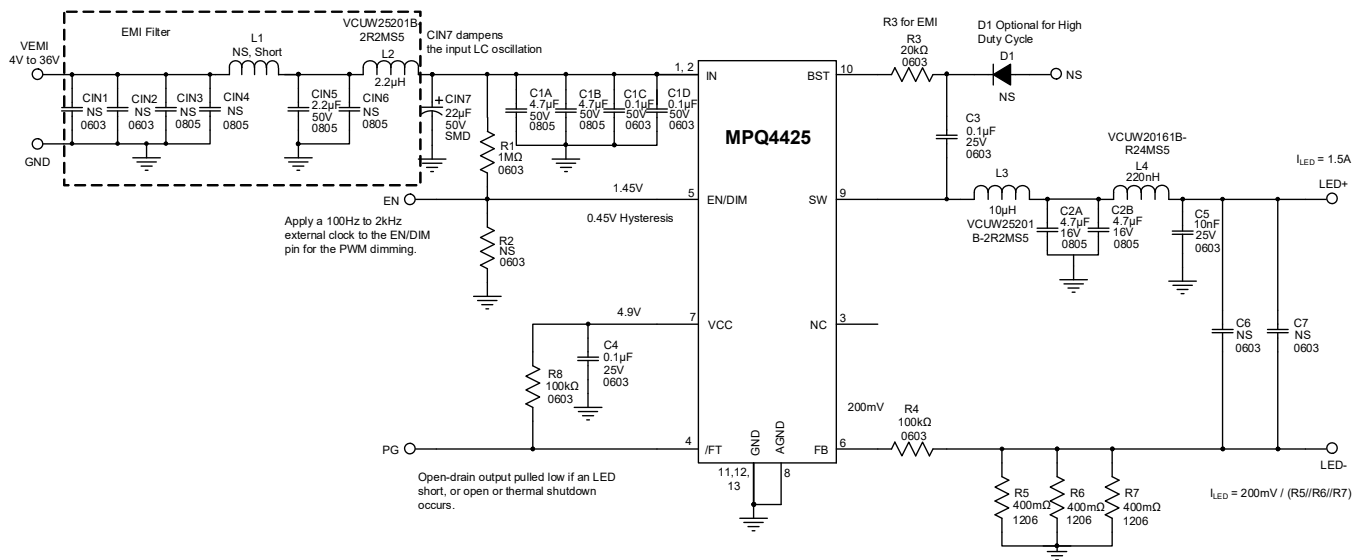 EMI Filter
VEMI
4V to 36V
GND
L1
NS, Short
VCUW25201B-
2R2MS5
L2
2.2µH
CIN1
NS
0603
CIN2
NS
0603
CIN3
NS
0805
CIN4
NS
0805
CIN5
2.2µF
50V
0805
CIN6
NS
0805
CIN7 dampens
the input LC oscillation
+
CIN7
22µF
50V
SMD
C1A
4.7µF
50V
0805
C1B
4.7µF
50V
0805
C1C
0.1µF
50V
0603
C1D
0.1µF
50V
0603
R1
1MΩ
0603
EN
1.45V
0.45V Hysteresis
Apply a 100Hz to 2kHz
external clock to the EN/DIM
pin for the PWM dimming.
R2
NS
0603
4.9V
C4
0.1µF
25V
0603
R8
100kΩ
0603
PG
Open-drain output pulled low if an LED
short, or open or thermal shutdown
occurs.
MPQ4425
1, 2
IN
5
EN/DIM
7
VCC
4
/FT
GND
AGND
11,12,
13
8
BST
10
SW
9
NC
3
FB
6
R3 for EMI
R3
20kΩ
0603
D1 Optional for High
Duty Cycle
D1
NS
NS
C3
0.1µF
25V
0603
L3
10µH
VCUW25201
B-2R2MS5
VCUW20161B-
R24MS5
L4
220nH
C2A
4.7µF
16V
0805
C2B
4.7µF
16V
0805
C5
10nF
25V
0603
I_LED = 1.5A
LED+
C6
NS
0603
C7
NS
0603
200mV
R4
100kΩ
0603
LED-
R5
400mΩ
1206
R6
400mΩ
1206
R7
400mΩ
1206
I_LED = 200mV / (R5//R6//R7)